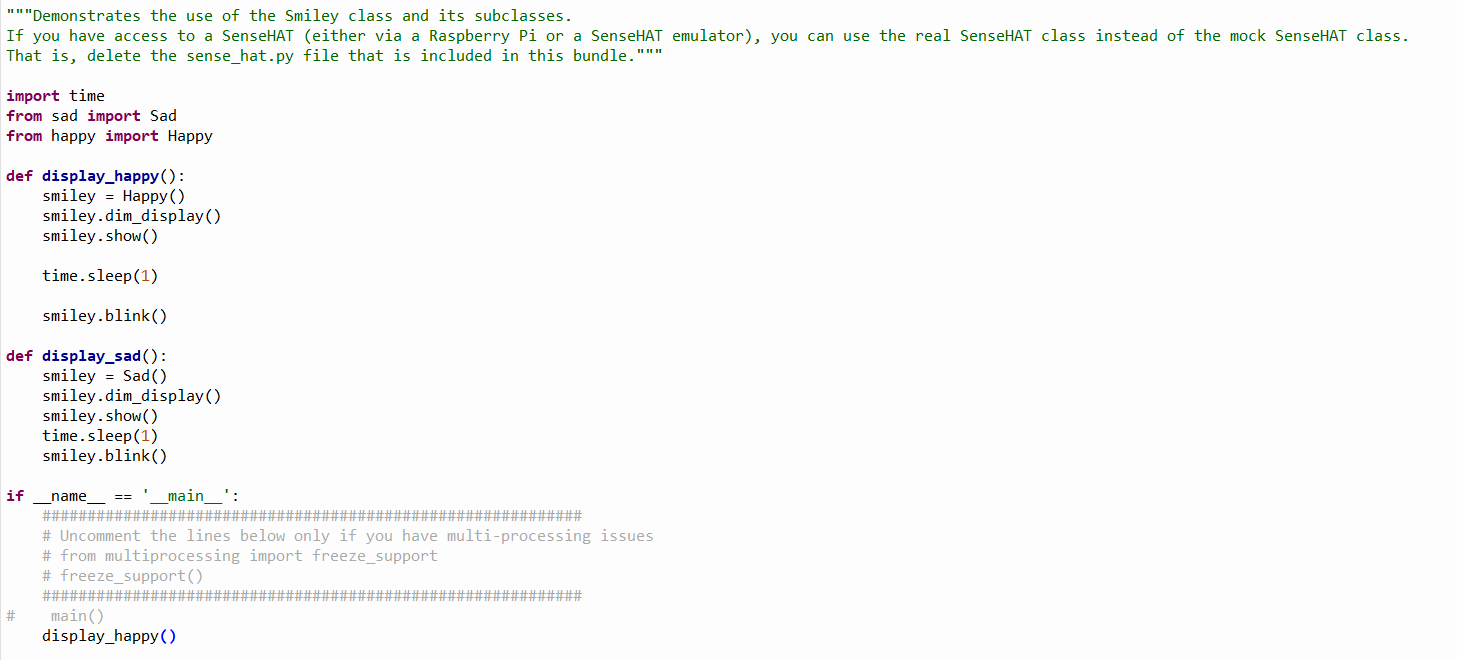 """Demonstrates the use of the Smiley class and its subclasses.
If you have access to a SenseHAT (either via a Raspberry Pi or a SenseHAT emulator), you can use the real SenseHAT class instead of the mock SenseHAT class.
That is, delete the sense_hat.py file that is included in this bundle."""

import time
from sad import Sad
from happy import Happy

def display_happy():
    smiley = Happy()
    smiley.dim_display()
    smiley.show()

    time.sleep(1)

    smiley.blink()

def display_sad():
    smiley = Sad()
    smiley.dim_display()
    smiley.show()
    time.sleep(1)
    smiley.blink()

if __name__ == '__main__':
    ############################################################
    # Uncomment the lines below only if you have multi-processing issues
    # from multiprocessing import freeze_support
    # freeze_support()
    ############################################################
#    main()
    display_happy()